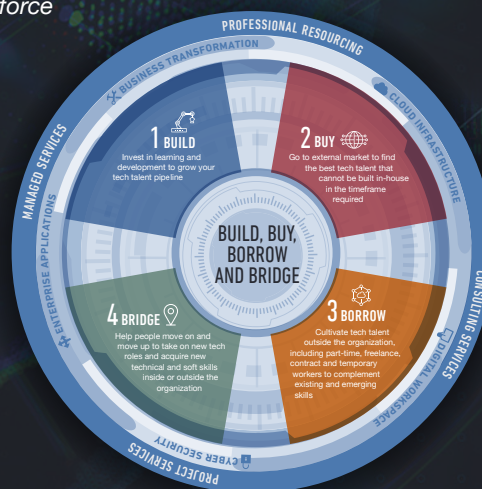 force
PROFESSIONAL RESOURCING
BUSINESS TRANSFORMATION
CLOUD INFRASTRUCTURE
MANAGED SERVICES
ENTERPRISE APPLICATIONS
1 BUILD
Invest in learning and
development to grow your
tech talent pipeline
2 BUY
Go to external market to find
the best tech talent that
cannot be built in-house
in the timeframe
required
BUILD, BUY,
BORROW
AND BRIDGE
4 BRIDGE
Help people move on and
move up to take on new tech
roles and acquire new
technical and soft skills
inside or outside the
organization
3 BORROW
Cultivate tech talent
outside the organization,
including part-time, freelance,
contract and temporary
workers to complement
existing and emerging
skills
CONSULTING SERVICES
DIGITAL WORKSPACE
CYBER SECURITY
PROJECT SERVICES